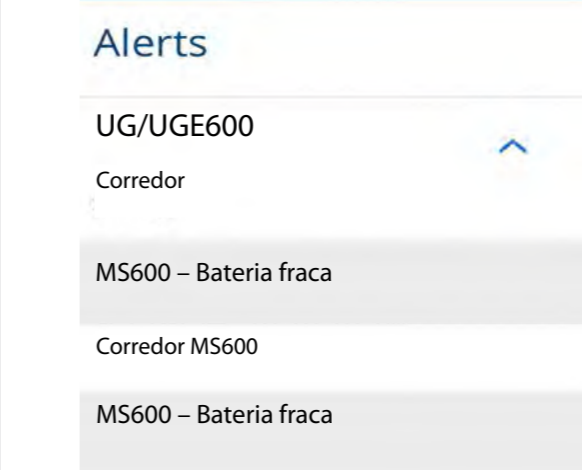 Alerts
UG/UGE600
Corredor
MS600 – Bateria fraca
Corredor MS600
MS600 – Bateria fraca